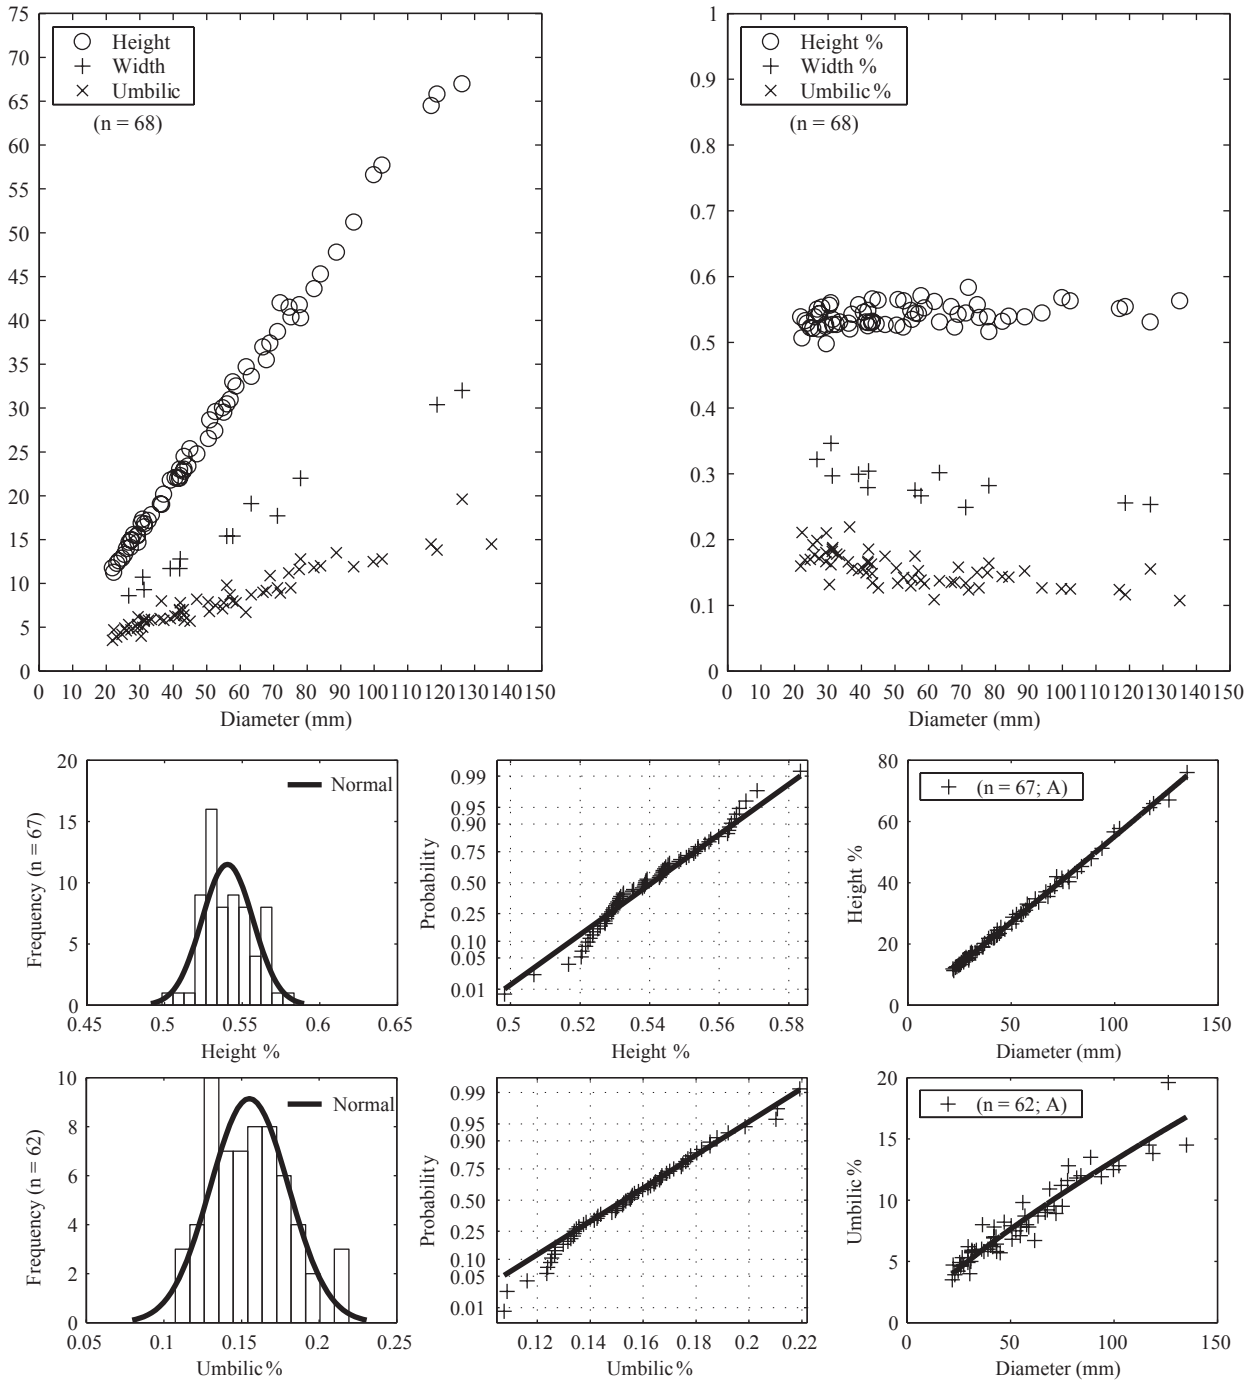 75
70
65
60
55
50
45
40
35
30
25
20
15
10
5
0
0 10 20 30 40 50 60 70 80 90 100 110 120 130 140 150
Diameter (mm)
Height
Width
Umbilic
(n = 68)
1
0.9
0.8
0.7
0.6
0.5
0.4
0.3
0.2
0.1
0
0 10 20 30 40 50 60 70 80 90 100 110 120 130 140 150
Diameter (mm)
Height %
Width %
Umbilic %
(n = 68)
20
15
10
5
0
0.45 0.5 0.55 0.6 0.65
Height %
Frequency (n = 67)
Normal
0.99
0.95
0.90
0.75
0.50
0.25
0.10
0.05
0.01
0.5 0.52 0.54 0.56 0.58
Height %
Probability
80
60
40
20
0
0 50 100 150
Diameter (mm)
Height %
(n = 67; A)
10
8
6
4
2
0
0.05 0.1 0.15 0.2 0.25
Umbilic %
Frequency (n = 62)
Normal
0.99
0.95
0.90
0.75
0.50
0.25
0.10
0.05
0.01
0.12 0.14 0.16 0.18 0.2 0.22
Umbilic %
Probability
20
15
10
5
0
0 50 100 150
Diameter (mm)
Umbilic %
(n = 62; A)